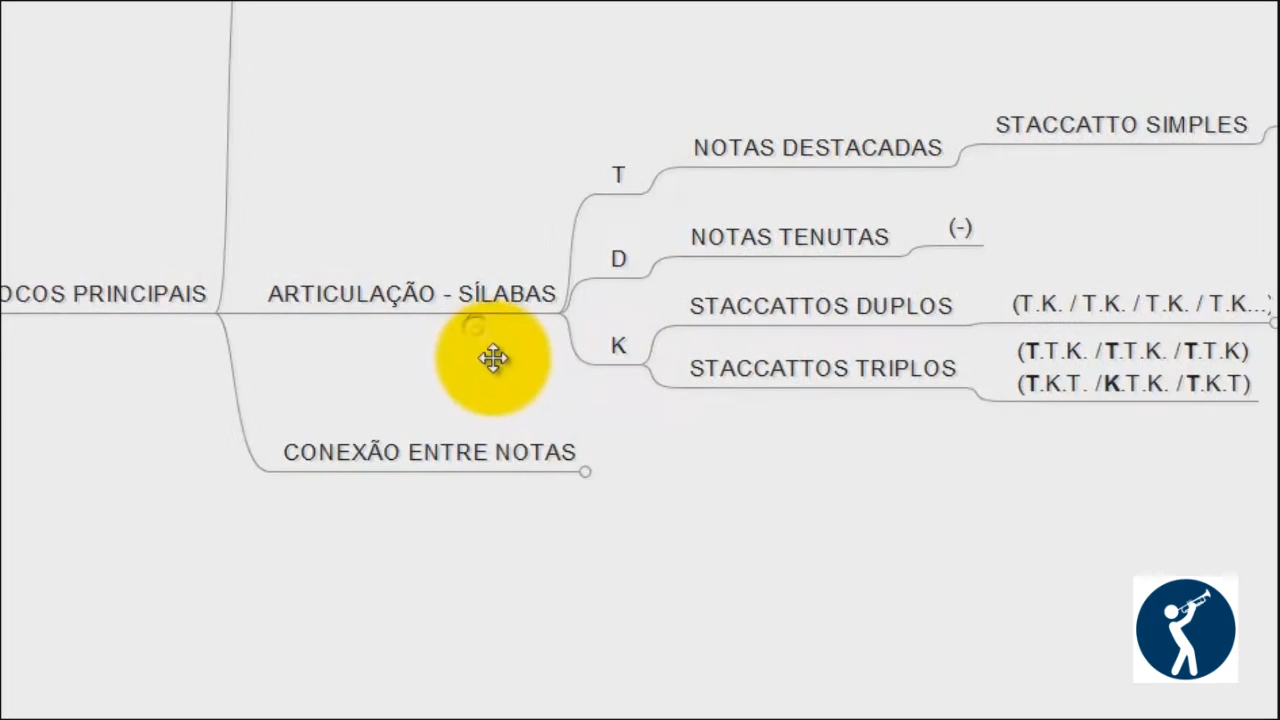 STACCATTO SIMPLES
NOTAS DESTACADAS
T
NOTAS TENUTAS
(-)
D
OCOS PRINCIPAIS
ARTICULAÇÃO - SÍLABAS
STACCATTOS DUPLOS
(T.K. / T.K. / T.K. / T.K...)
K
STACCATTOS TRIPLOS
(T.T.K. /T.T.K. /T.T.K)
(T.K.T. /K.T.K. /T.K.T)
CONEXÃO ENTRE NOTAS